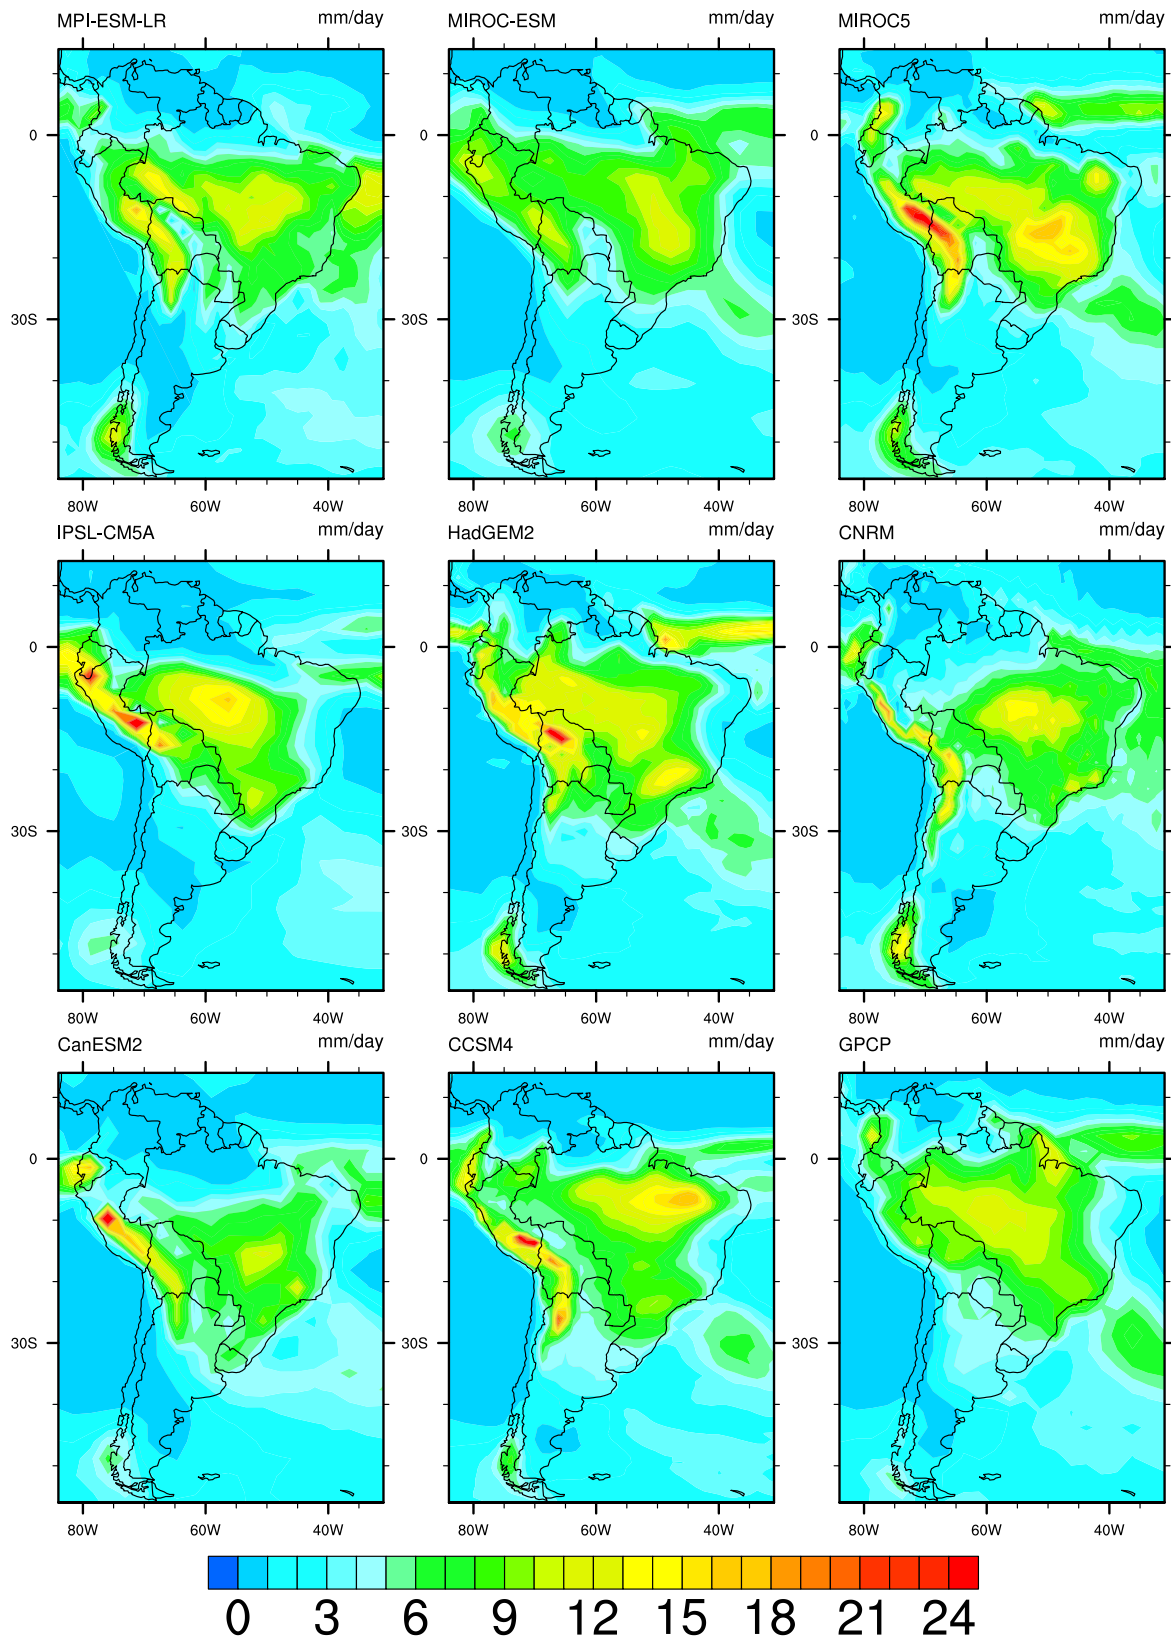 MPI-ESM-LR mm/day MIROC-ESM mm/day MIROC5 mm/day
0 0 0
30S 30S 30S
80W 60W 40W 80W 60W 40W 80W 60W 40W
IPSL-CM5A mm/day HadGEM2 mm/day CNRM mm/day
0 0 0
30S 30S 30S
80W 60W 40W 80W 60W 40W 80W 60W 40W
CanESM2 mm/day CCSM4 mm/day GPCP mm/day
0 0 0
30S 30S 30S
80W 60W 40W 80W 60W 40W 80W 60W 40W
0 3 6 9 12 15 18 21 24